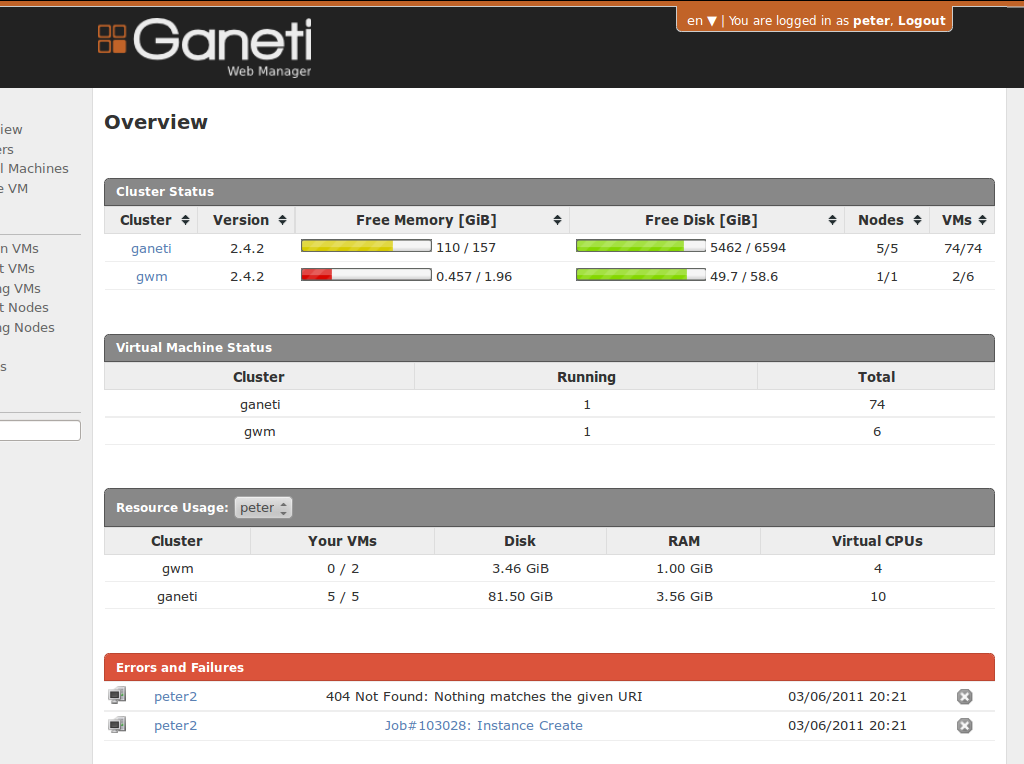 en ▼ | You are logged in as peter, Logout
Ganeti
Web Manager
Overview
iew
ers
l Machines
e VM
n VMs
t VMs
ng VMs
t Nodes
ng Nodes
s
Cluster Status
Cluster Version Free Memory [GiB] Free Disk [GiB] Nodes VMs
ganeti 2.4.2 110 / 157 5462 / 6594 5/5 74/74
gwm 2.4.2 0.457 / 1.96 49.7 / 58.6 1/1 2/6
Virtual Machine Status
Cluster Running Total
ganeti 1 74
gwm 1 6
Resource Usage: peter
Cluster Your VMs Disk RAM Virtual CPUs
gwm 0 / 2 3.46 GiB 1.00 GiB 4
ganeti 5 / 5 81.50 GiB 3.56 GiB 10
Errors and Failures
peter2 404 Not Found: Nothing matches the given URI 03/06/2011 20:21
peter2 Job#103028: Instance Create 03/06/2011 20:21